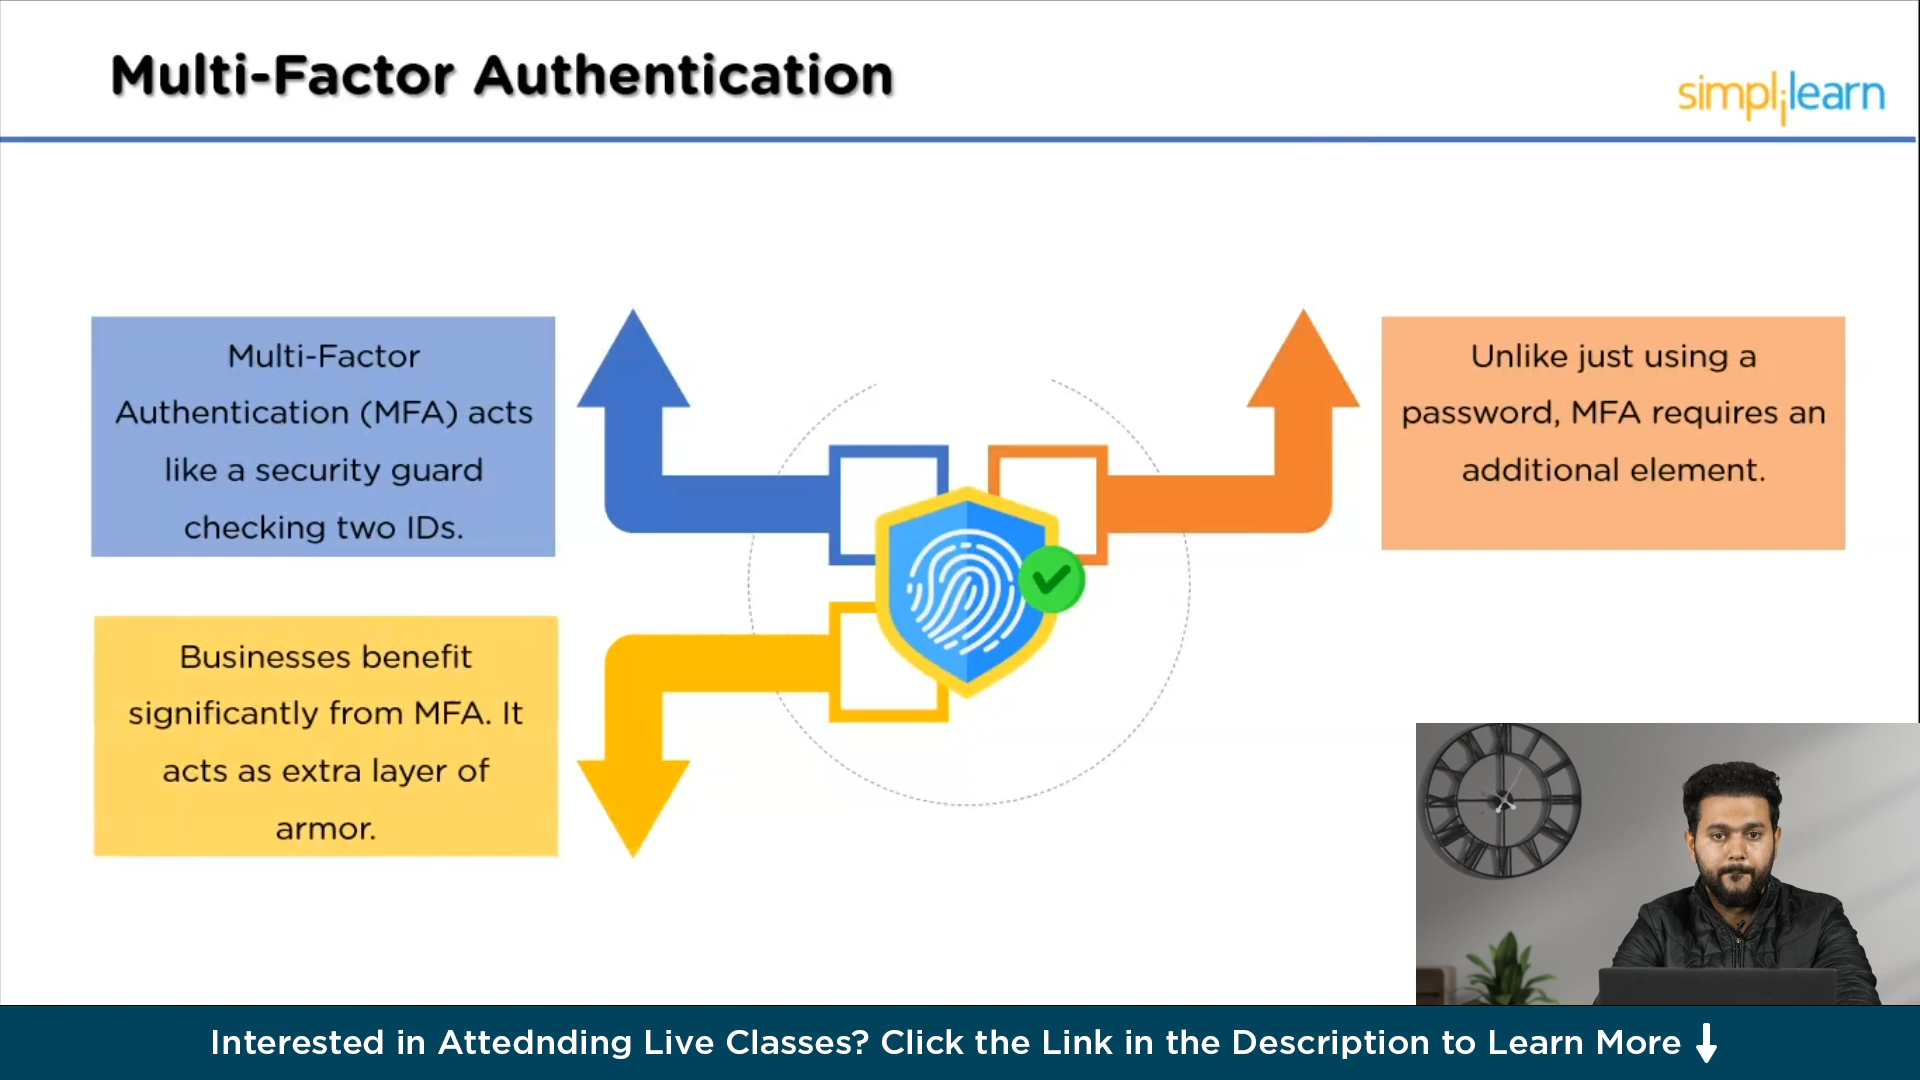 Multi-Factor Authentication
simplilearn
Multi-Factor
Authentication (MFA) acts
like a security guard
checking two IDs.
Unlike just using a
password, MFA requires an
additional element.
Businesses benefit
significantly from MFA. It
acts as extra layer of
armor.
Interested in Attednding Live Classes? Click the Link in the Description to Learn More